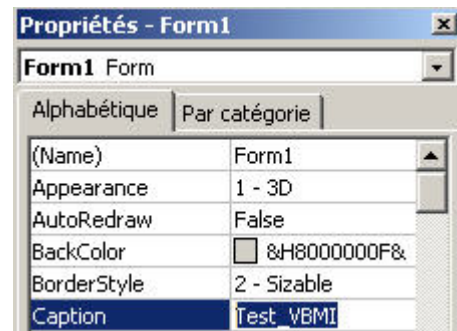 Propriétés - Form1
Form1 Form
Alphabétique Par catégorie
(Name) Form1
Appearance 1 - 3D
AutoRedraw False
BackColor &H8000000F&
BorderStyle 2 - Sizable
Caption Test_VBMI